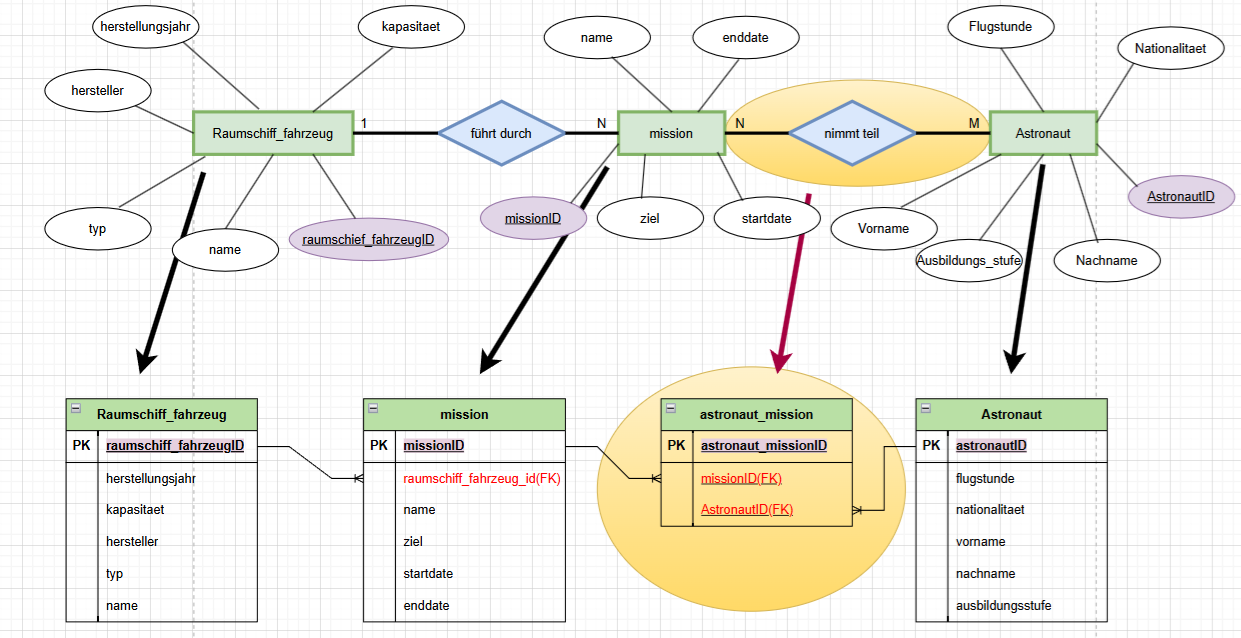 herstellungsjahr
kapasitaet
name
enddate
Flugstunde
Nationalitaet
hersteller
Raumschiff_fahrzeug
1
führt durch
N
mission
N
nimmt teil
M
Astronaut
typ
name
raumschief_fahrzeugID
missionID
ziel
startdate
Vorname
Ausbildungs_stufe
Nachname
AstronautID
Raumschiff_fahrzeug
PK
raumschiff_fahrzeugID
herstellungsjahr
kapasitaet
hersteller
typ
name
mission
PK
missionID
raumschiff_fahrzeug_id(FK)
name
ziel
startdate
enddate
astronaut_mission
PK
astronaut_missionID
missionID(FK)
AstronautID(FK)
Astronaut
PK
astronautID
flugstunde
nationalitaet
vorname
nachname
ausbildungsstufe